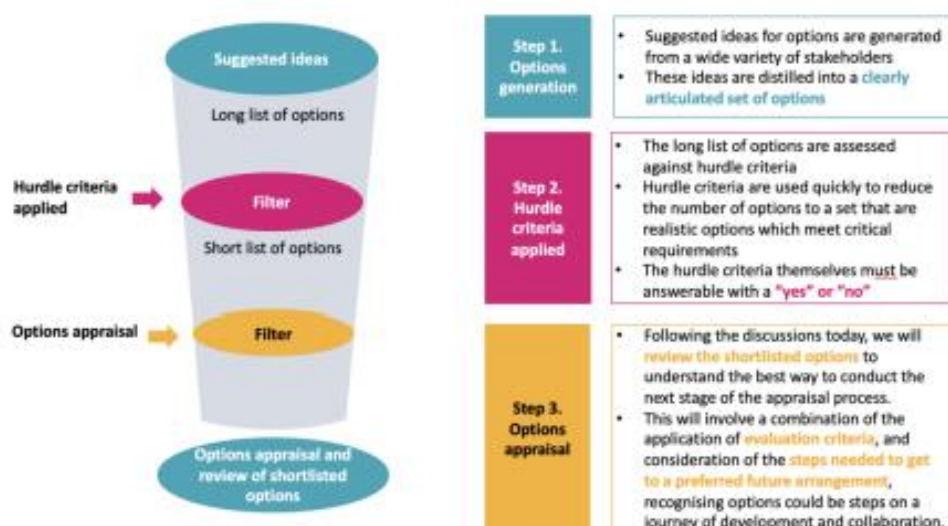 Suggested ideas
Long list of options
Hurdle criteria
applied
Filter
Short list of options
Options appraisal
Filter
Options appraisal and
review of shortlisted
options
Step 1.
Options
generation
• Suggested ideas for options are generated
from a wide variety of stakeholders
• These ideas are distilled into a clearly
articulated set of options
Step 2.
Hurdle
criteria
applied
• The long list of options are assessed
against hurdle criteria
• Hurdle criteria are used quickly to reduce
the number of options to a set that are
realistic options which meet critical
requirements
• The hurdle criteria themselves must be
answerable with a "yes" or "no"
Step 3.
Options
appraisal
• Following the discussions today, we will
review the shortlisted options to
understand the best way to conduct the
next stage of the appraisal process.
• This will involve a combination of the
application of evaluation criteria, and
consideration of the steps needed to get
to a preferred future arrangement,
recognising options could be steps on a
journey of development and collaboration